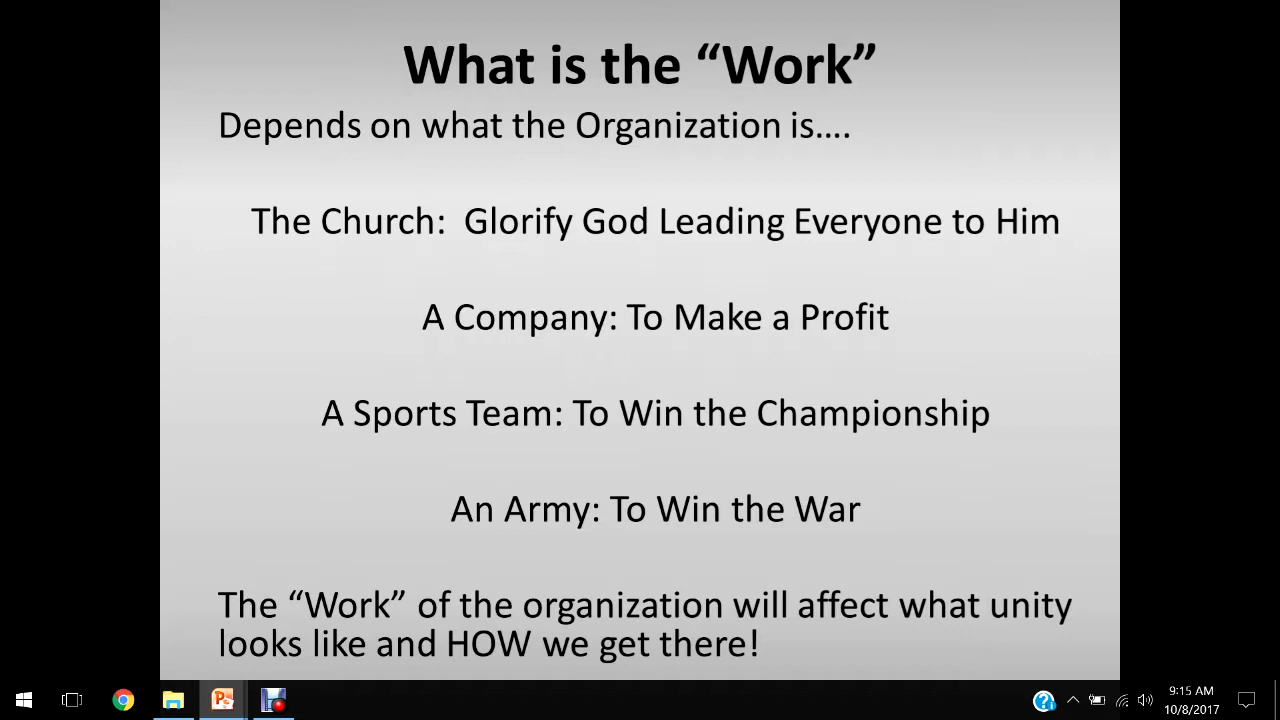 What is the “Work”
Depends on what the Organization is....
The Church:  Glorify God Leading Everyone to Him
A Company: To Make a Profit
A Sports Team: To Win the Championship
An Army: To Win the War
The “Work” of the organization will affect what unity
looks like and HOW we get there!
9:15 AM
10/8/2017